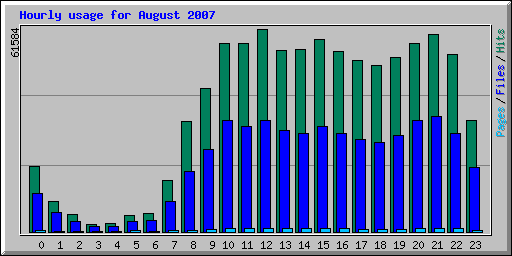 Hourly usage for August 2007
61584
Pages/Files/Hits
0 1 2 3 4 5 6 7 8 9 10 11 12 13 14 15 16 17 18 19 20 21 22 23